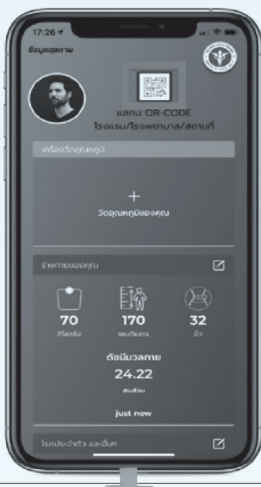 17:26
ข้อมูลสุขภาพ
แสกน QR-CODE
โรงแรม/โรงพยาบาล/สถานที่
เครื่องวัดอุณหภูมิ
+
วัดอุณหภูมิของคุณ
ร่างกายของคุณ
70 170 32
กิโลกรัม เซนติเมตร นิ้ว
ดัชนีมวลกาย
24.22
สมส่วน
just now
โรคประจำตัว และอื่นๆ